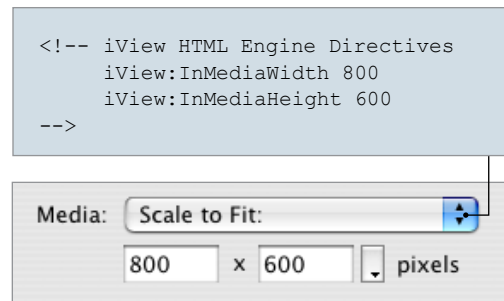 <!-- iView HTML Engine Directives
iView:InMediaWidth 800
iView:InMediaHeight 600
-->
Media: Scale to Fit:
800 x 600 pixels